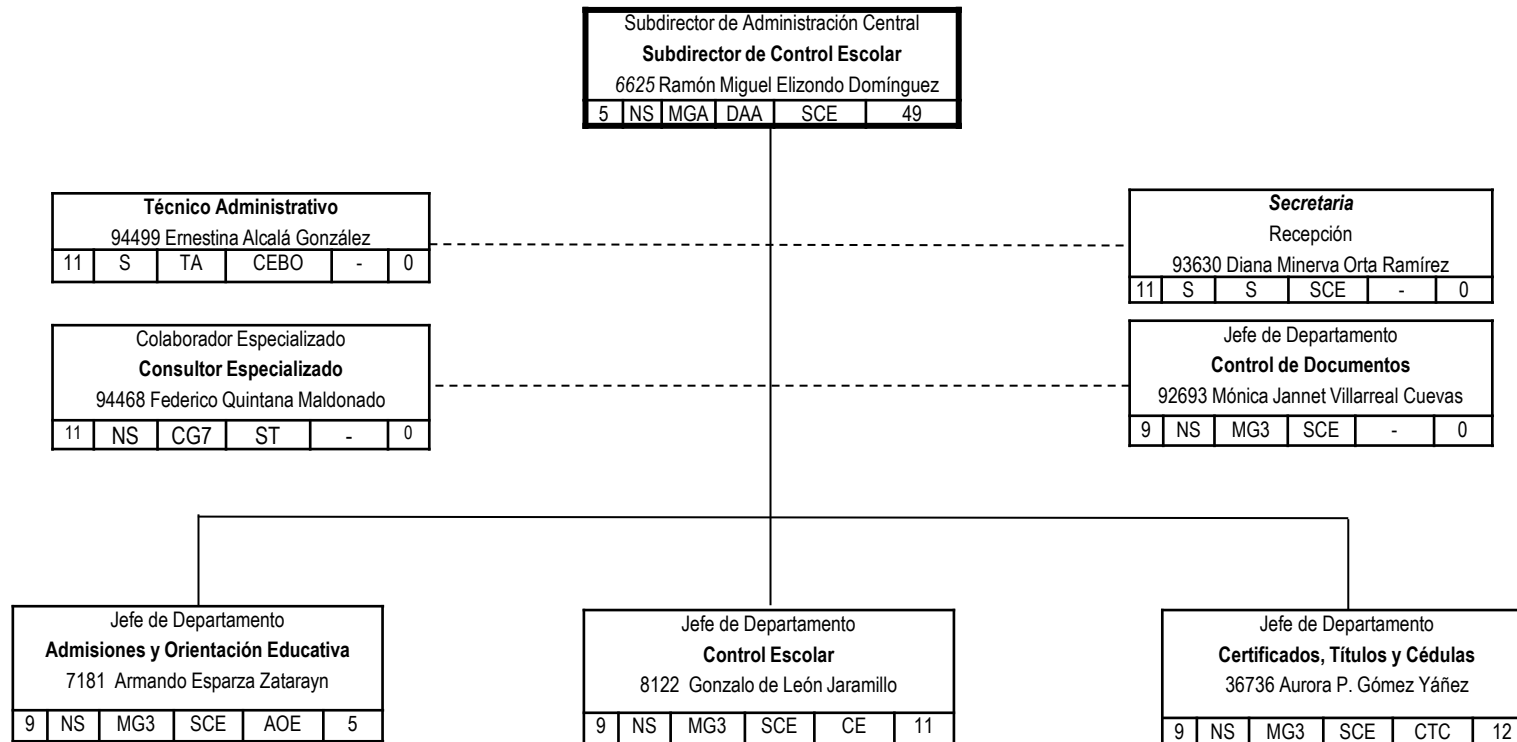 Subdirector de Administración Central
Subdirector de Control Escolar
6625 Ramón Miguel Elizondo Domínguez
5 NS MGA DAA SCE 49
Técnico Administrativo
94499 Ernestina Alcalá González
11 S TA CEBO - 0
Secretaria
Recepción
93630 Diana Minerva Orta Ramírez
11 S S SCE - 0
Colaborador Especializado
Consultor Especializado
94468 Federico Quintana Maldonado
11 NS CG7 ST - 0
Jefe de Departamento
Control de Documentos
92693 Mónica Jannet Villarreal Cuevas
9 NS MG3 SCE - 0
Jefe de Departamento
Admisiones y Orientación Educativa
7181 Armando Esparza Zatarayn
9 NS MG3 SCE AOE 5
Jefe de Departamento
Control Escolar
8122 Gonzalo de León Jaramillo
9 NS MG3 SCE CE 11
Jefe de Departamento
Certificados, Títulos y Cédulas
36736 Aurora P. Gómez Yáñez
9 NS MG3 SCE CTC 12